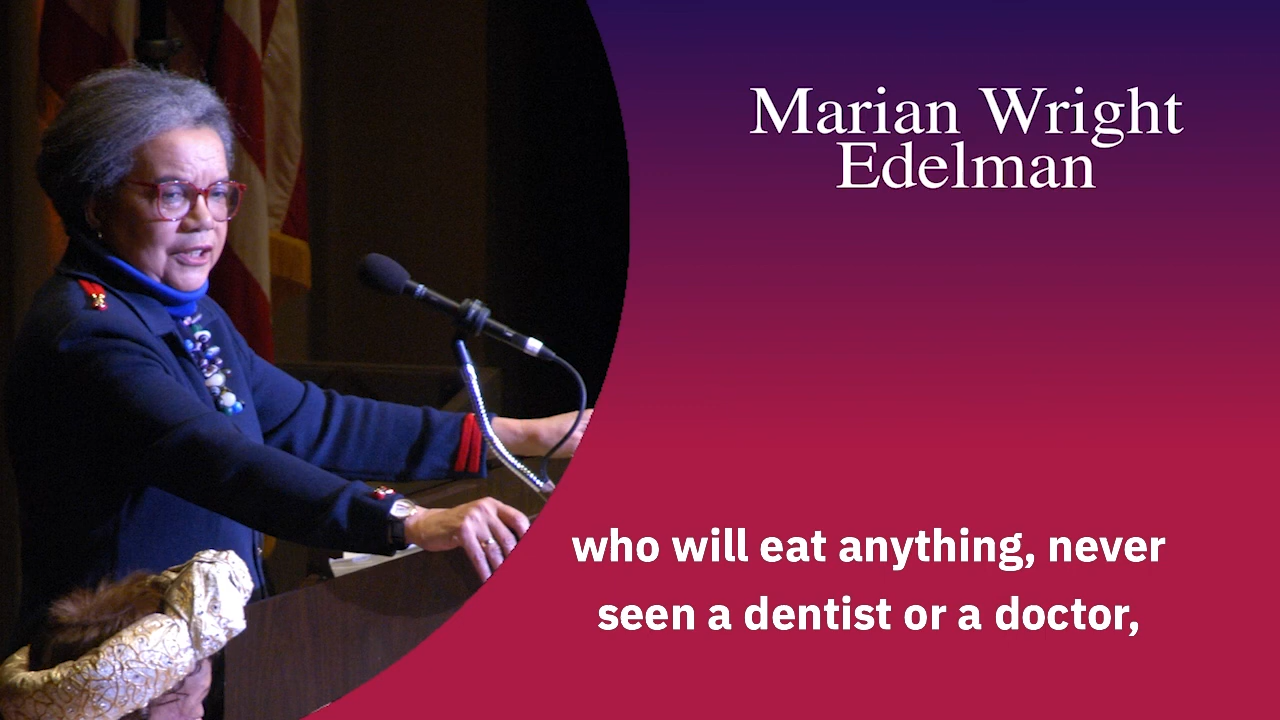 Marian Wright
Edelman
who will eat anything, never
seen a dentist or a doctor,